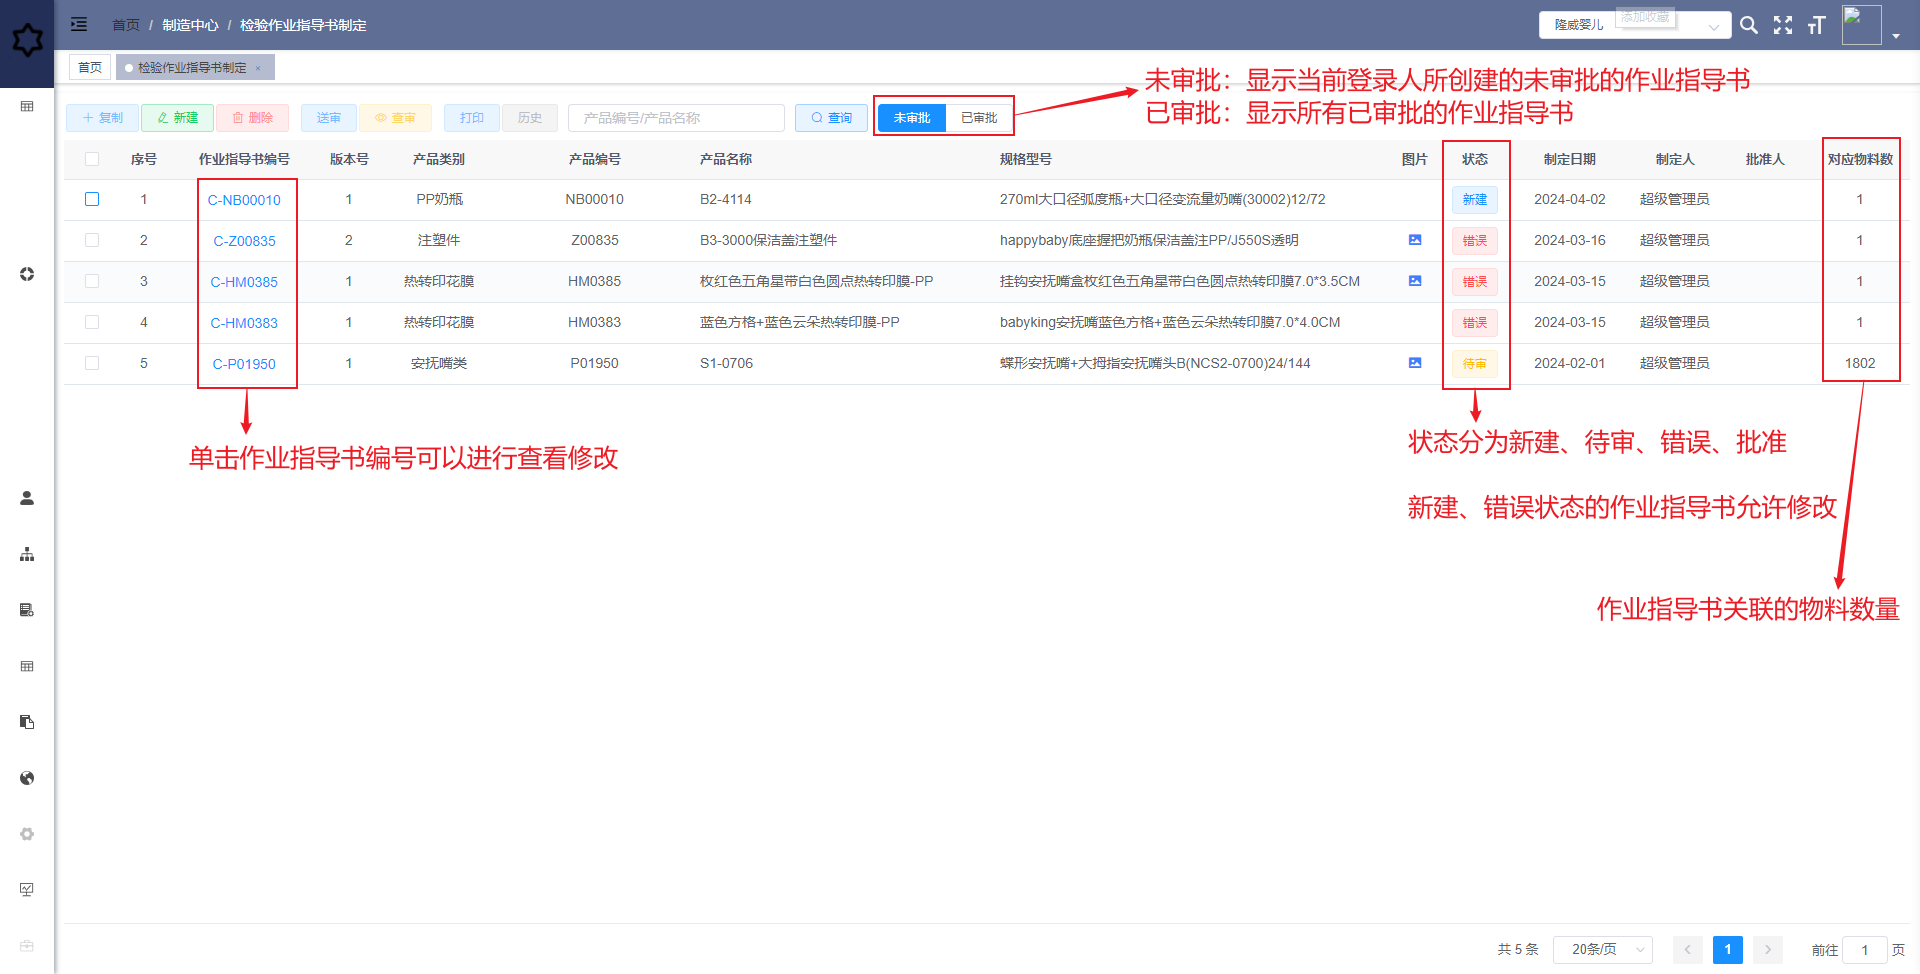 首页 / 制造中心 / 检验作业指导书制定
隆威婴儿
添加收藏
首页
检验作业指导书制定 ×
复制 新建 删除 送审 查审 打印 历史 产品编号/产品名称 查询 未审批 已审批
未审批：显示当前登录人所创建的未审批的作业指导书
已审批：显示所有已审批的作业指导书
序号 作业指导书编号 版本号 产品类别 产品编号 产品名称 规格型号 图片 状态 制定日期 制定人 批准人 对应物料数
1 C-NB00010 1 PP奶瓶 NB00010 B2-4114 270ml大口径弧度瓶+大口径变流量奶嘴(30002)12/72 新建 2024-04-02 超级管理员 1
2 C-Z00835 2 注塑件 Z00835 B3-3000保洁盖注塑件 happybaby底座握把奶瓶保洁盖注PP/J550S透明 错误 2024-03-16 超级管理员 1
3 C-HM0385 1 热转印花膜 HM0385 枚红色五角星带白色圆点热转印膜-PP 挂钩安抚嘴盒枚红色五角星带白色圆点热转印膜7.0*3.5CM 错误 2024-03-15 超级管理员 1
4 C-HM0383 1 热转印花膜 HM0383 蓝色方格+蓝色云朵热转印膜-PP babyking安抚嘴蓝色方格+蓝色云朵热转印膜7.0*4.0CM 错误 2024-03-15 超级管理员 1
5 C-P01950 1 安抚嘴类 P01950 S1-0706 蝶形安抚嘴+大拇指安抚嘴头B(NCS2-0700)24/144 待审 2024-02-01 超级管理员 1802
单击作业指导书编号可以进行查看修改
状态分为新建、待审、错误、批准
新建、错误状态的作业指导书允许修改
作业指导书关联的物料数量
共 5 条 20条/页 1 前往 1 页